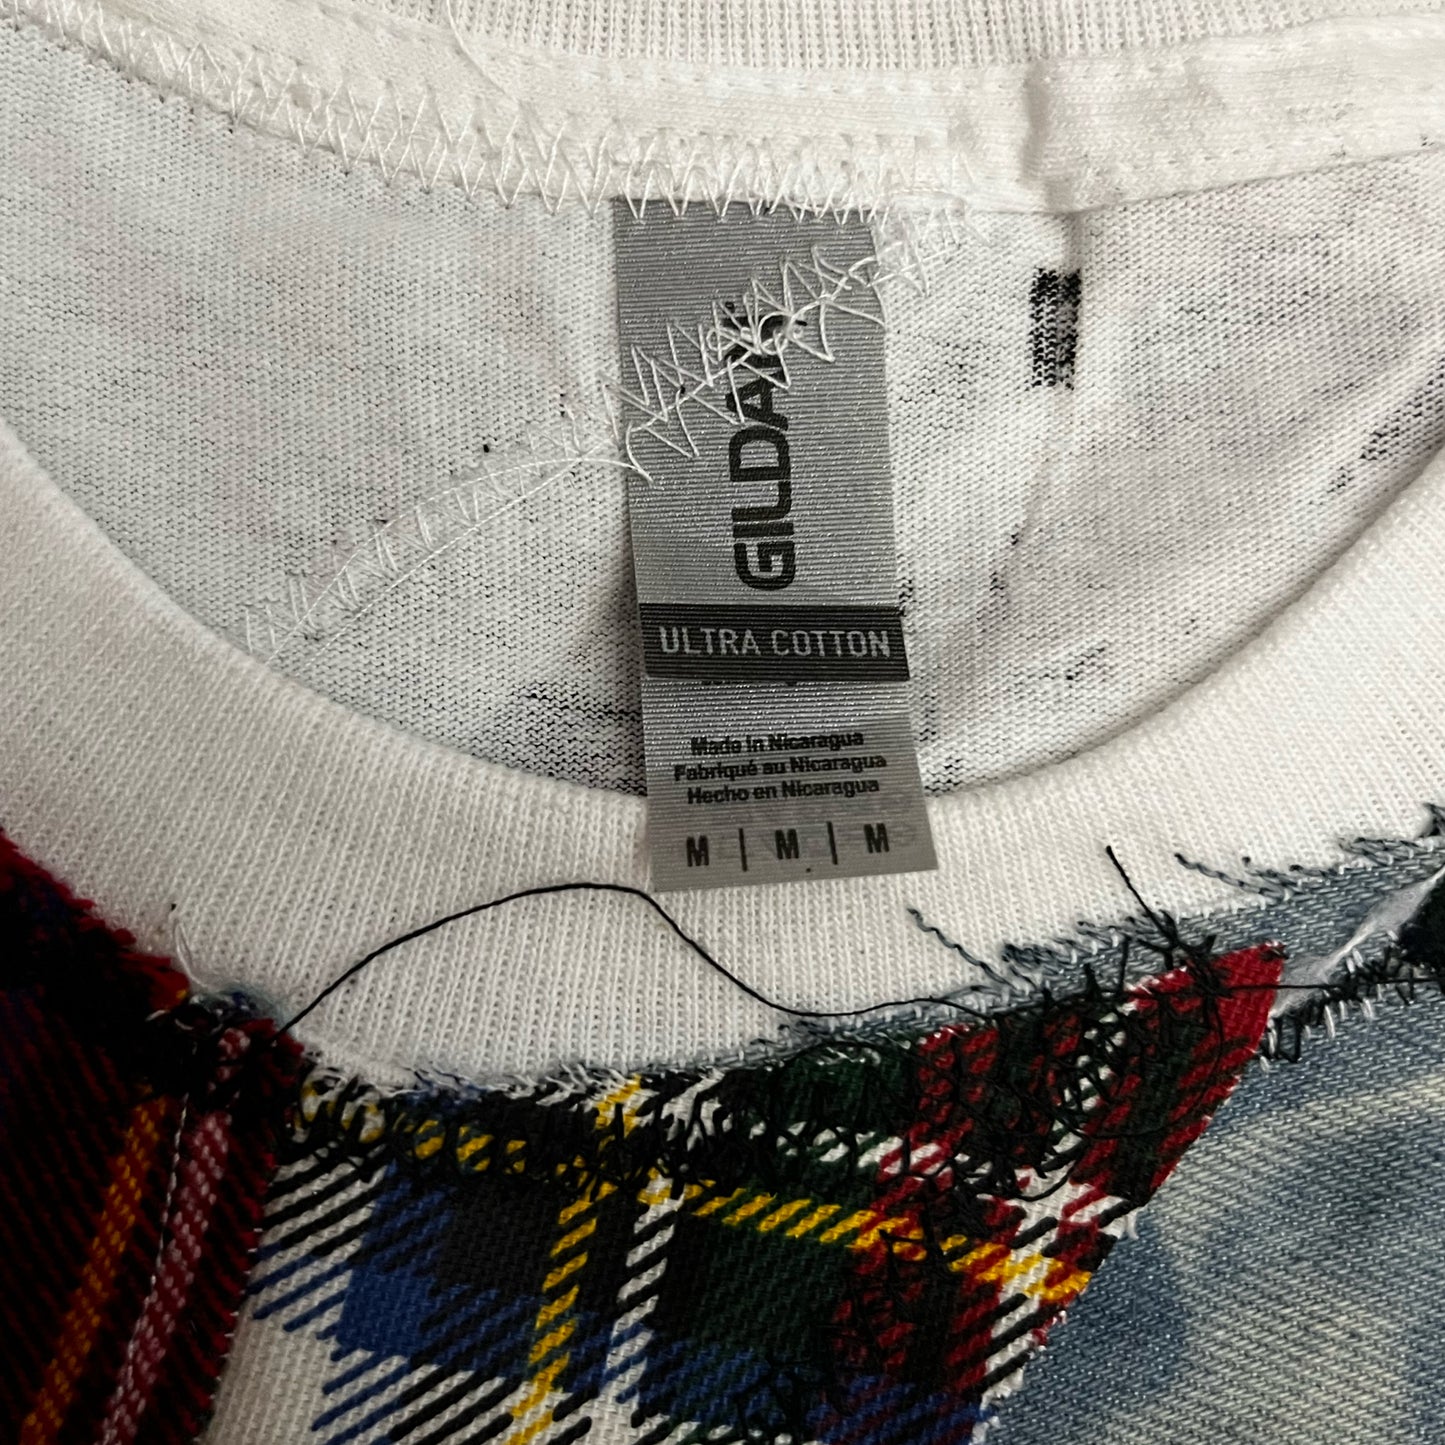 GILDAN
ULTRA COTTON
Made in Nicaragua
Fabriqué au Nicaragua
Hecho en Nicaragua
M | M | M